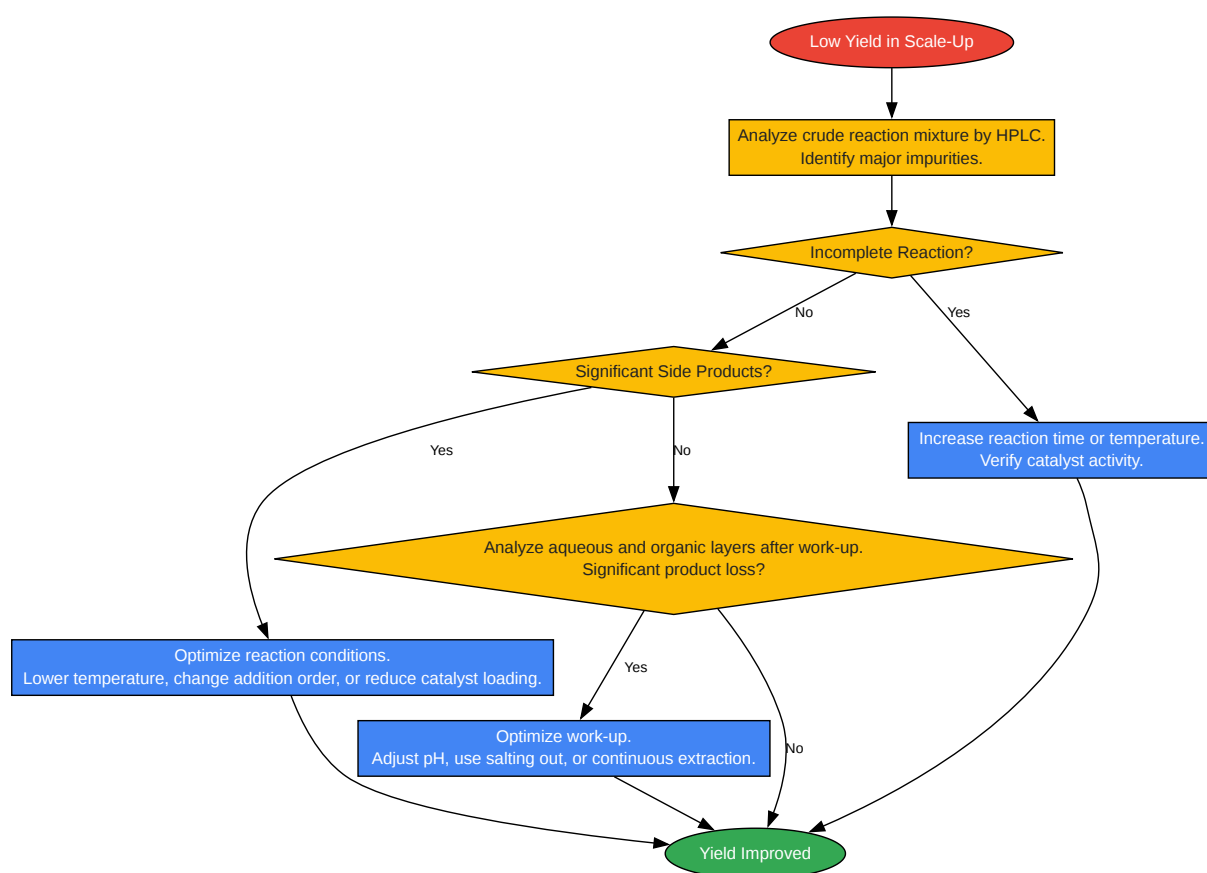 Low Yield in Scale-Up
Analyze crude reaction mixture by HPLC.
Identify major impurities.
Incomplete Reaction?
No
Yes
Significant Side Products?
Increase reaction time or temperature.
Verify catalyst activity.
Yes
No
Analyze aqueous and organic layers after work-up.
Significant product loss?
Optimize reaction conditions.
Lower temperature, change addition order, or reduce catalyst loading.
Yes
Optimize work-up.
Adjust pH, use salting out, or continuous extraction.
No
Yield Improved